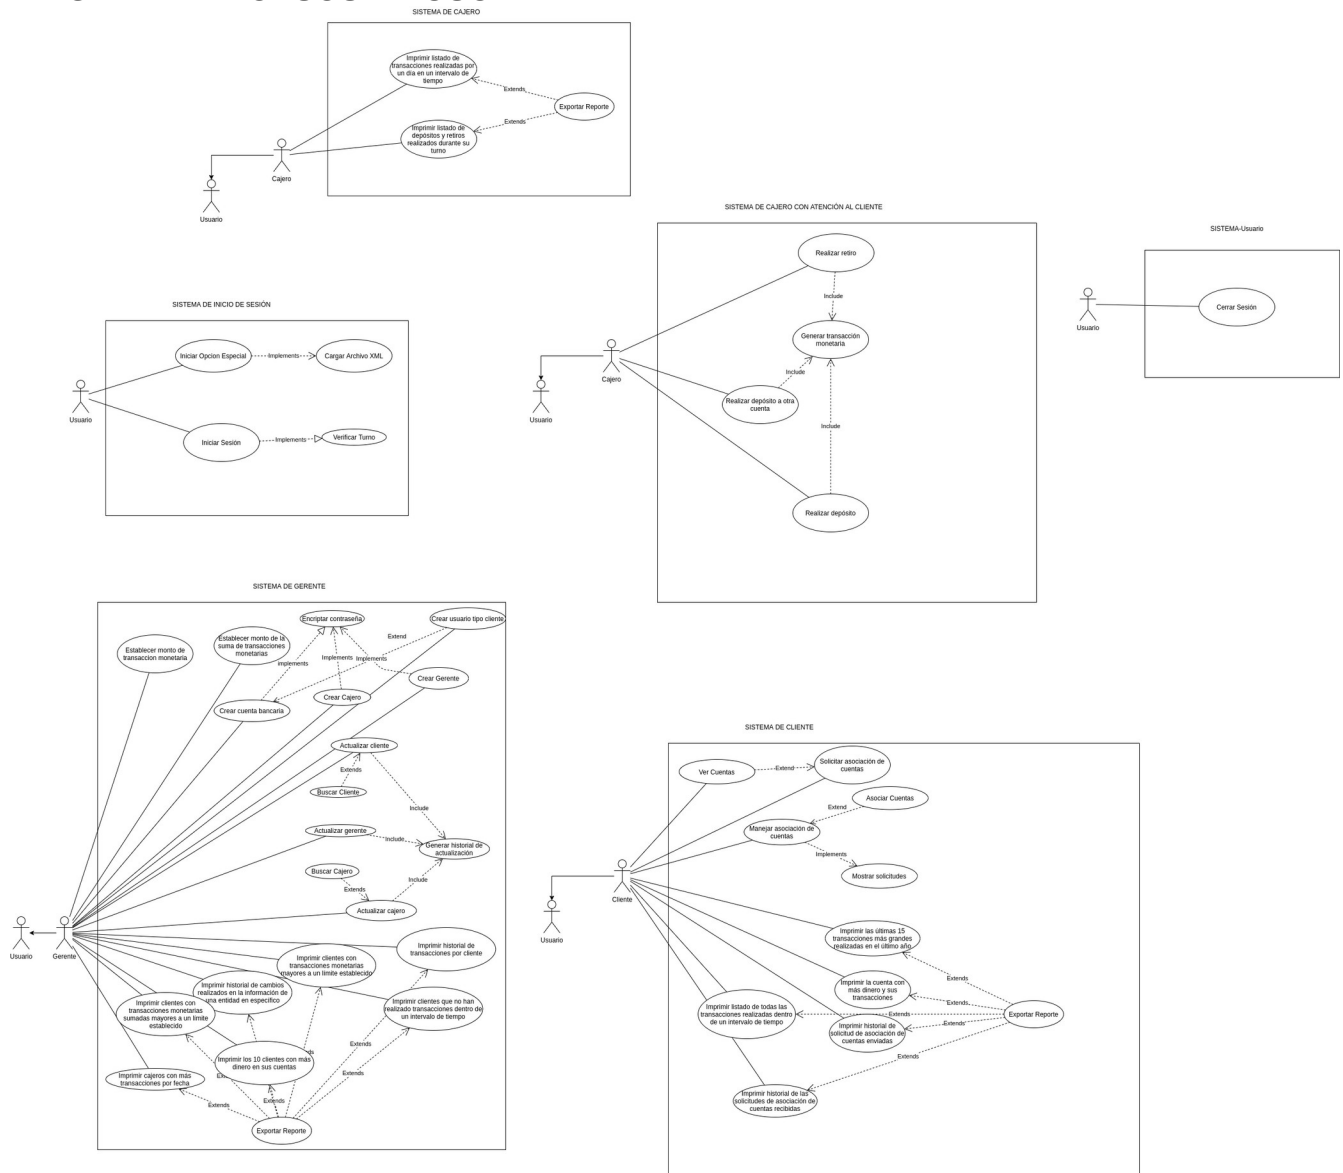 SISTEMA DE CAJERO
Imprimir listado de
transacciones realizadas por
un día en un intervalo de
tiempo
Extends
Exportar Reporte
Extends
Imprimir listado de
depósitos y retiros
realizados durante su
turno
Cajero
Usuario
SISTEMA DE CAJERO CON ATENCIÓN AL CLIENTE
Realizar retiro
Include
Generar transacción
monetaria
Include
Realizar depósito a otra
cuenta
Include
Realizar depósito
Cajero
Usuario
SISTEMA-Usuario
Cerrar Sesión
Usuario
SISTEMA DE INICIO DE SESIÓN
Iniciar Opcion Especial
Implements
Cargar Archivo XML
Usuario
Iniciar Sesión
Implements
Verificar Turno
SISTEMA DE GERENTE
Encriptar contraseña
Crear usuario tipo cliente
Extend
Establecer monto de
transaccion monetaria
Establecer monto de la
suma de transacciones
monetarias
implements
Implements
Implements
Crear Gerente
Crear Cajero
Crear cuenta bancaria
Actualizar cliente
Extends
Buscar Cliente
Include
Actualizar gerente
Include
Generar historial de
actualización
Buscar Cajero
Extends
Include
Actualizar cajero
Usuario
Gerente
Imprimir historial de
transacciones por cliente
Imprimir clientes con
transacciones monetarias
mayores a un limite establecido
Imprimir historial de cambios
realizados en la información de
una entidad en especifico
Imprimir clientes con
transacciones monetarias
sumadas mayores a un límite
establecido
Imprimir clientes que no han
realizado transacciones dentro de
un intervalo de tiempo
Extends
Imprimir los 10 clientes con más
dinero en sus cuentas
Extends
Imprimir cajeros con más
transacciones por fecha
Extends
Extends
Exportar Reporte
SISTEMA DE CLIENTE
Ver Cuentas
Extend
Solicitar asociación de
cuentas
Asociar Cuentas
Extend
Manejar asociación de
cuentas
Implements
Mostrar solicitudes
Cliente
Usuario
Imprimir las últimas 15
transacciones más grandes
realizadas en el último año
Extends
Imprimir la cuenta con
más dinero y sus
transacciones
Extends
Imprimir listado de todas las
transacciones realizadas dentro
de un intervalo de tiempo
Extends
Exportar Reporte
Extends
Imprimir historial de
solicitud de asociación de
cuentas enviadas
Extends
Imprimir historial de las
solicitudes de asociación de
cuentas recibidas